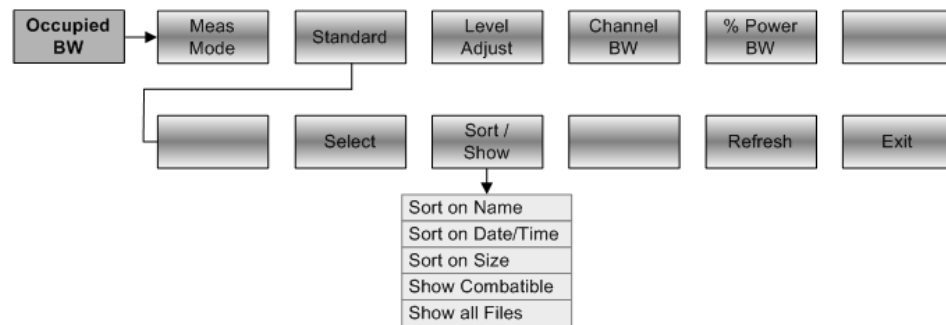 Occupied
BW
Meas
Mode
Standard
Level
Adjust
Channel
BW
% Power
BW
Select
Sort /
Show
Refresh
Exit
Sort on Name
Sort on Date/Time
Sort on Size
Show Combatible
Show all Files